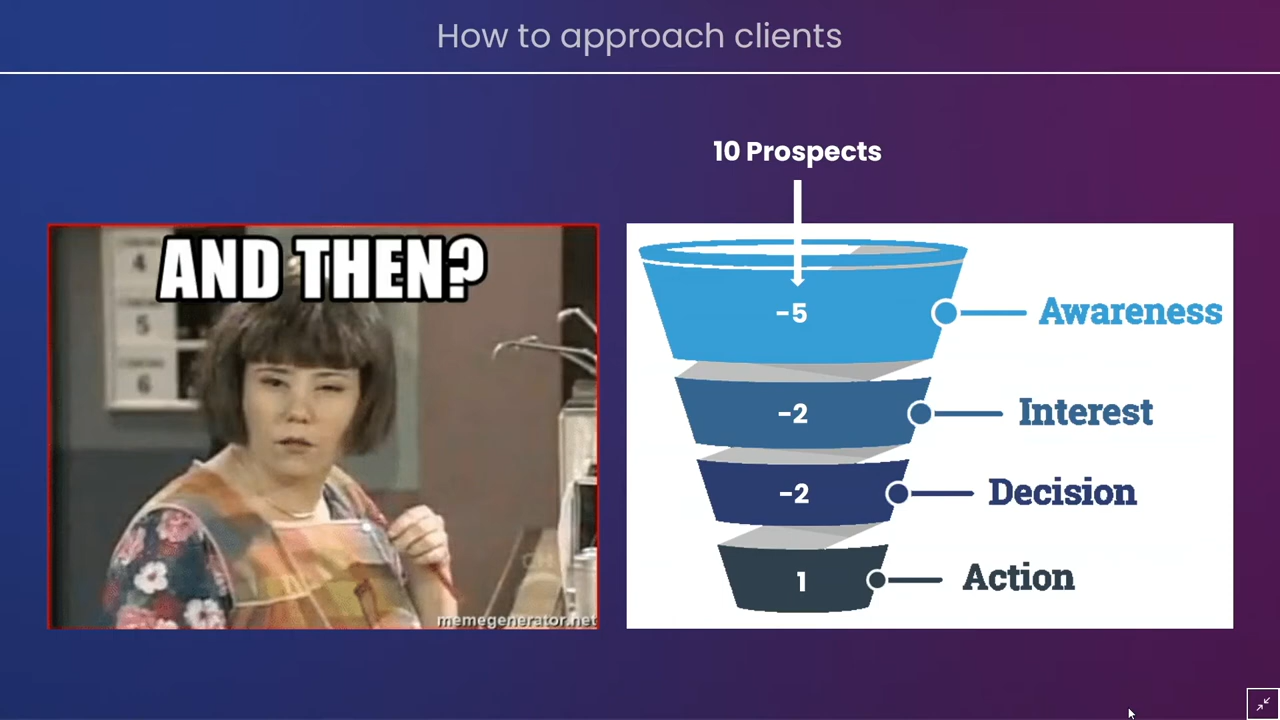 How to approach clients
10 Prospects
AND THEN?
4
5
6
memegenerator.net
-5
Awareness
-2
Interest
-2
Decision
1
Action